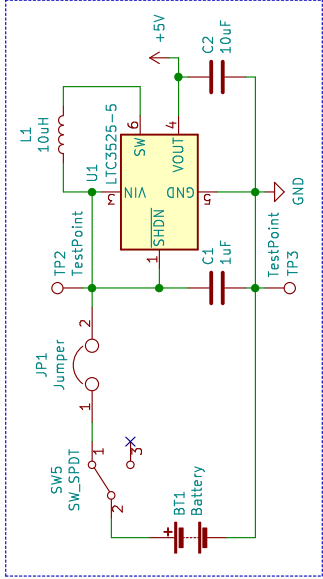 +5V
C2
10uF
L1
10uH
U1
LTC3525-5
6
SW
4
VOUT
3
VIN
GND
5
SHDN
1
GND
TP2
TestPoint
C1
1uF
TestPoint
TP3
JP1
Jumper
2
1
SW5
SW_SPDT
1
3
2
BT1
Battery
+